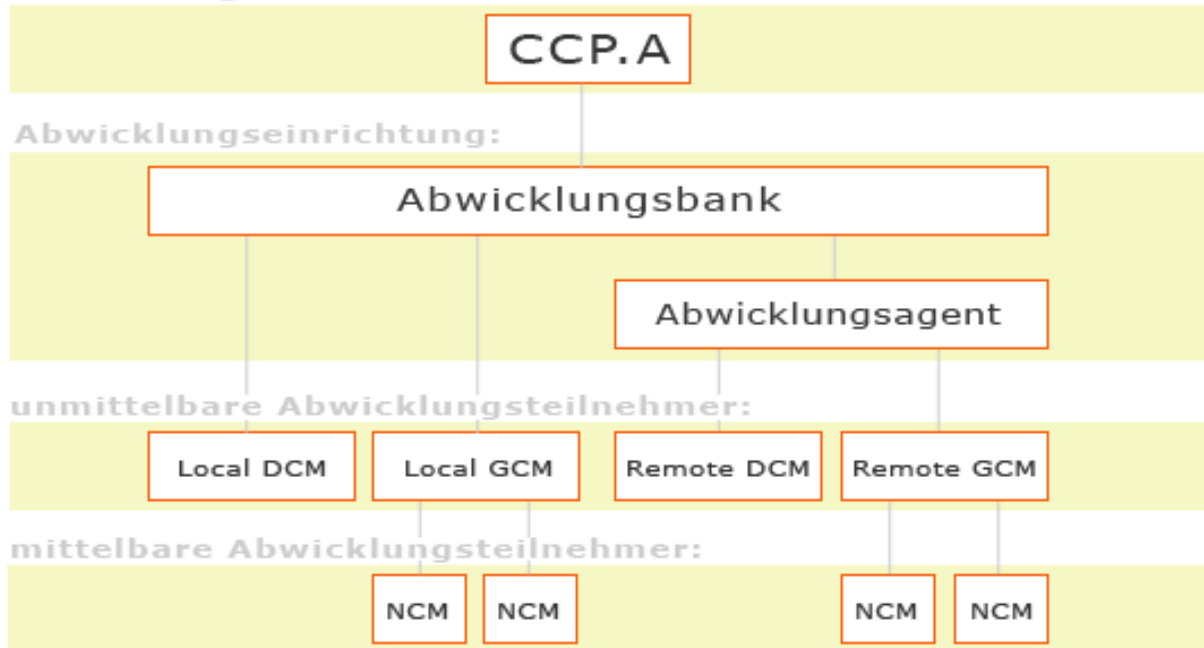 CCP.A
Abwicklungseinrichtung:
Abwicklungsbank
Abwicklungsagent
unmittelbare Abwicklungsteilnehmer:
Local DCM
Local GCM
Remote DCM
Remote GCM
mittelbare Abwicklungsteilnehmer:
NCM
NCM
NCM
NCM